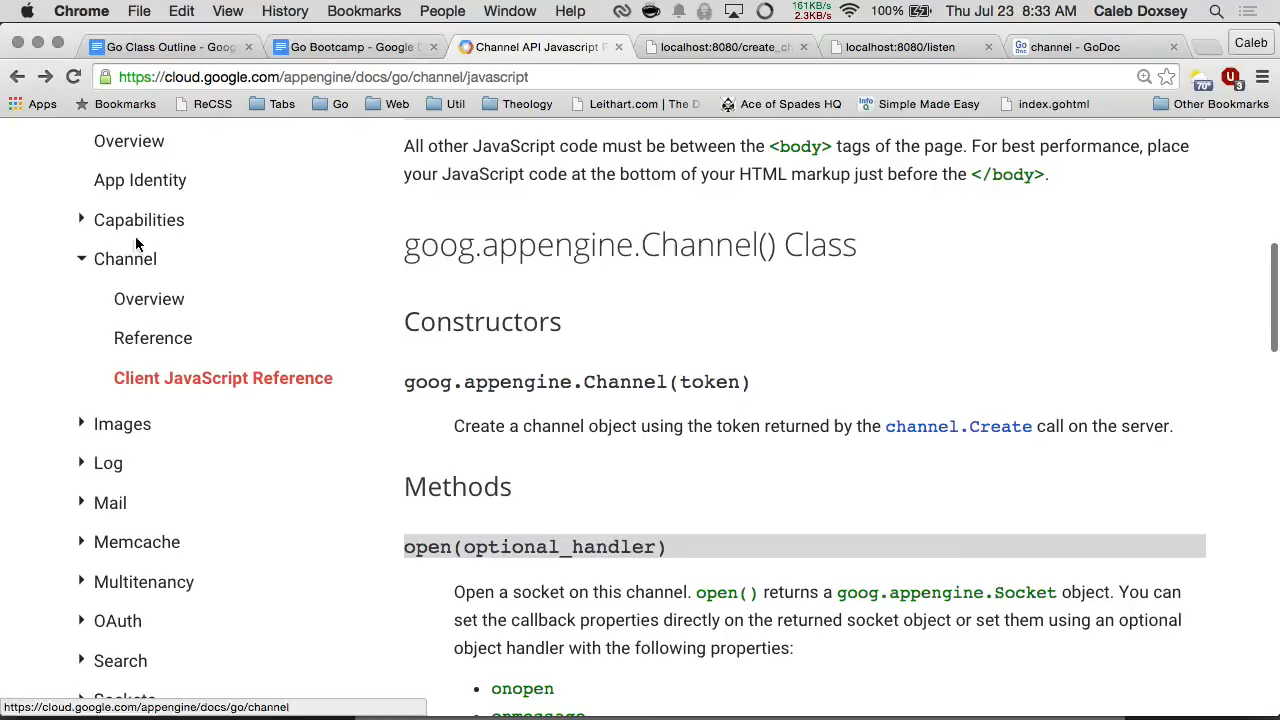 Chrome File Edit View History Bookmarks People Window Help 161KB/s 2.3KB/s 100% Thu Jul 23 8:33 AM Caleb Doxsey
Go Class Outline - Goog Go Bootcamp - Google D Channel API Javascript R localhost:8080/create_ch localhost:8080/listen channel - GoDoc Caleb
https://cloud.google.com/appengine/docs/go/channel/javascript
Apps Bookmarks ReCSS Tabs Go Web Util Theology Leithart.com | The D Ace of Spades HQ Simple Made Easy index.gohtml Other Bookmarks
70°
3
Overview
App Identity
Capabilities
Channel
Overview
Reference
Client JavaScript Reference
Images
Log
Mail
Memcache
Multitenancy
OAuth
Search
Sockets
https://cloud.google.com/appengine/docs/go/channel
All other JavaScript code must be between the <body> tags of the page. For best performance, place
your JavaScript code at the bottom of your HTML markup just before the </body>.
goog.appengine.Channel() Class
Constructors
goog.appengine.Channel(token)
Create a channel object using the token returned by the channel.Create call on the server.
Methods
open(optional_handler)
Open a socket on this channel. open() returns a goog.appengine.Socket object. You can
set the callback properties directly on the returned socket object or set them using an optional
object handler with the following properties:
• onopen
onmessage